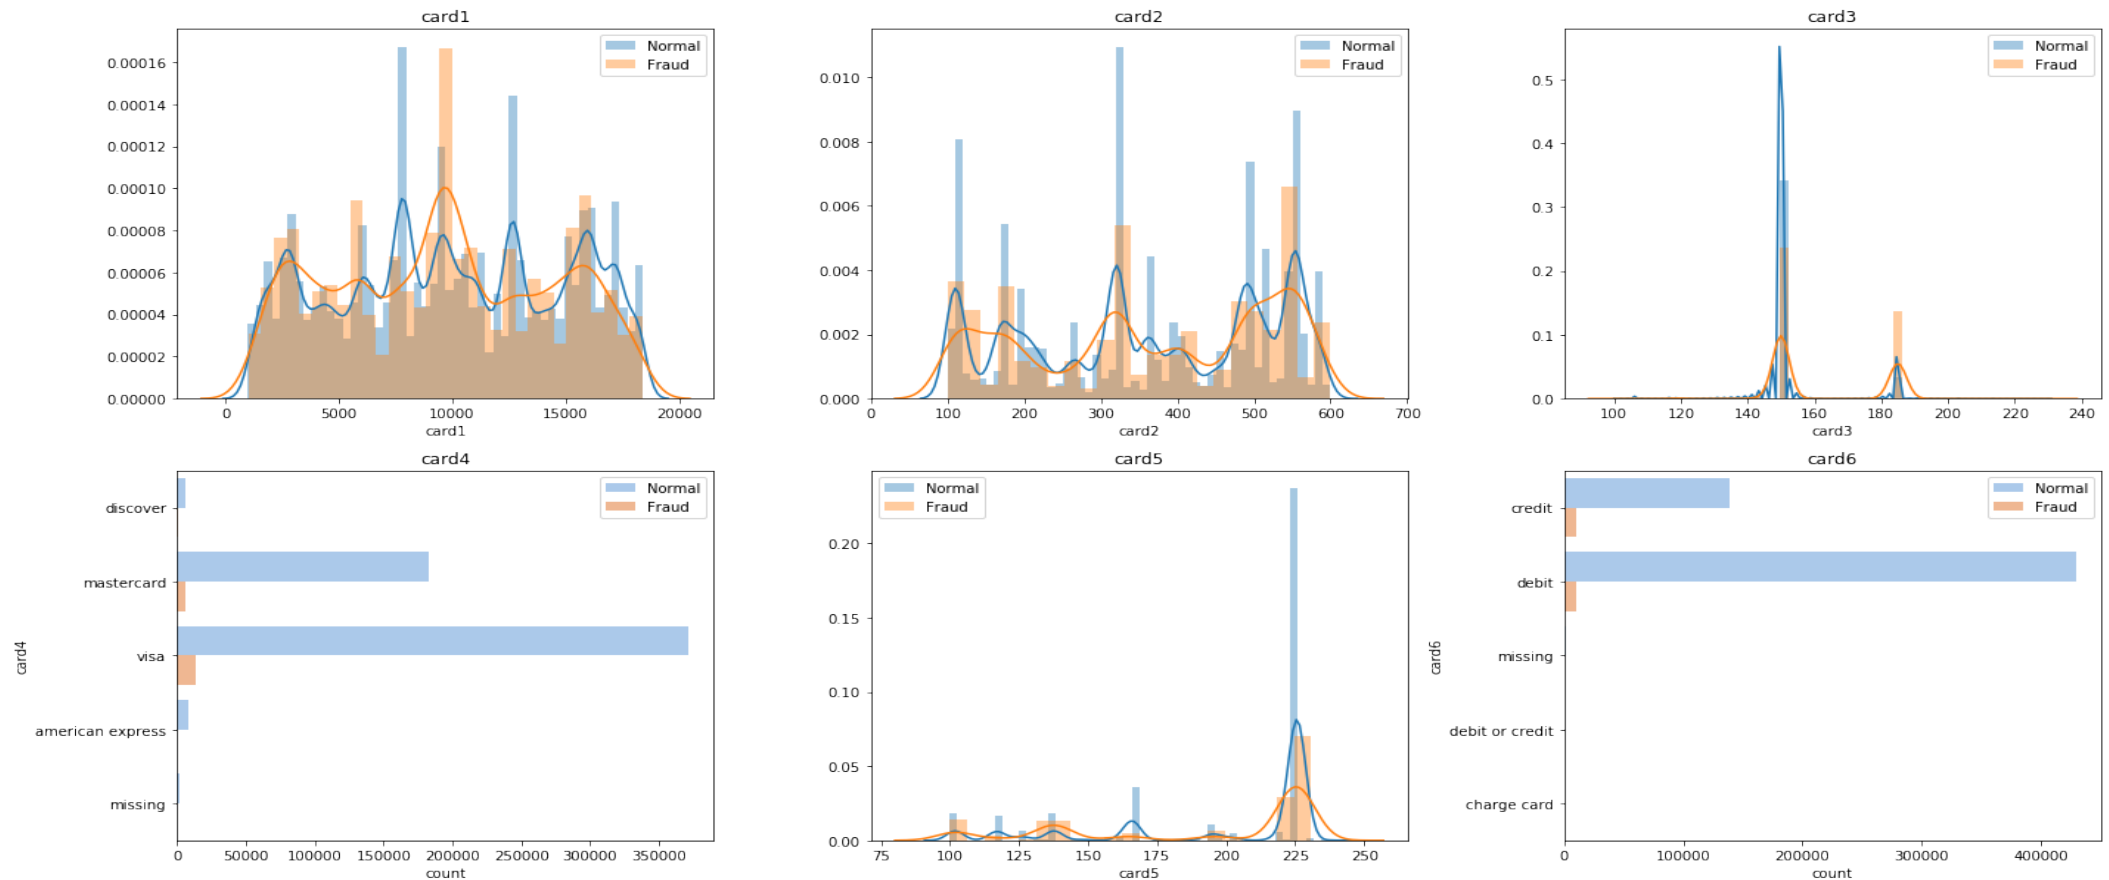 card1
Normal
Fraud
0.00016
0.00014
0.00012
0.00010
0.00008
0.00006
0.00004
0.00002
0.00000
0 5000 10000 15000 20000
card1
card2
Normal
Fraud
0.010
0.008
0.006
0.004
0.002
0.000
0 100 200 300 400 500 600 700
card2
card3
Normal
Fraud
0.5
0.4
0.3
0.2
0.1
0.0
100 120 140 160 180 200 220 240
card3
card4
Normal
Fraud
discover
mastercard
visa
american express
missing
card4
0 50000 100000 150000 200000 250000 300000 350000
count
card5
Normal
Fraud
0.20
0.15
0.10
0.05
0.00
75 100 125 150 175 200 225 250
card5
card6
Normal
Fraud
credit
debit
missing
debit or credit
charge card
card6
0 100000 200000 300000 400000
count